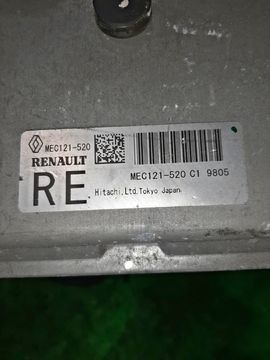 MEC121-520
RENAULT
MEC121-520 C1 9805
RE
Hitachi,Ltd.Tokyo Japan